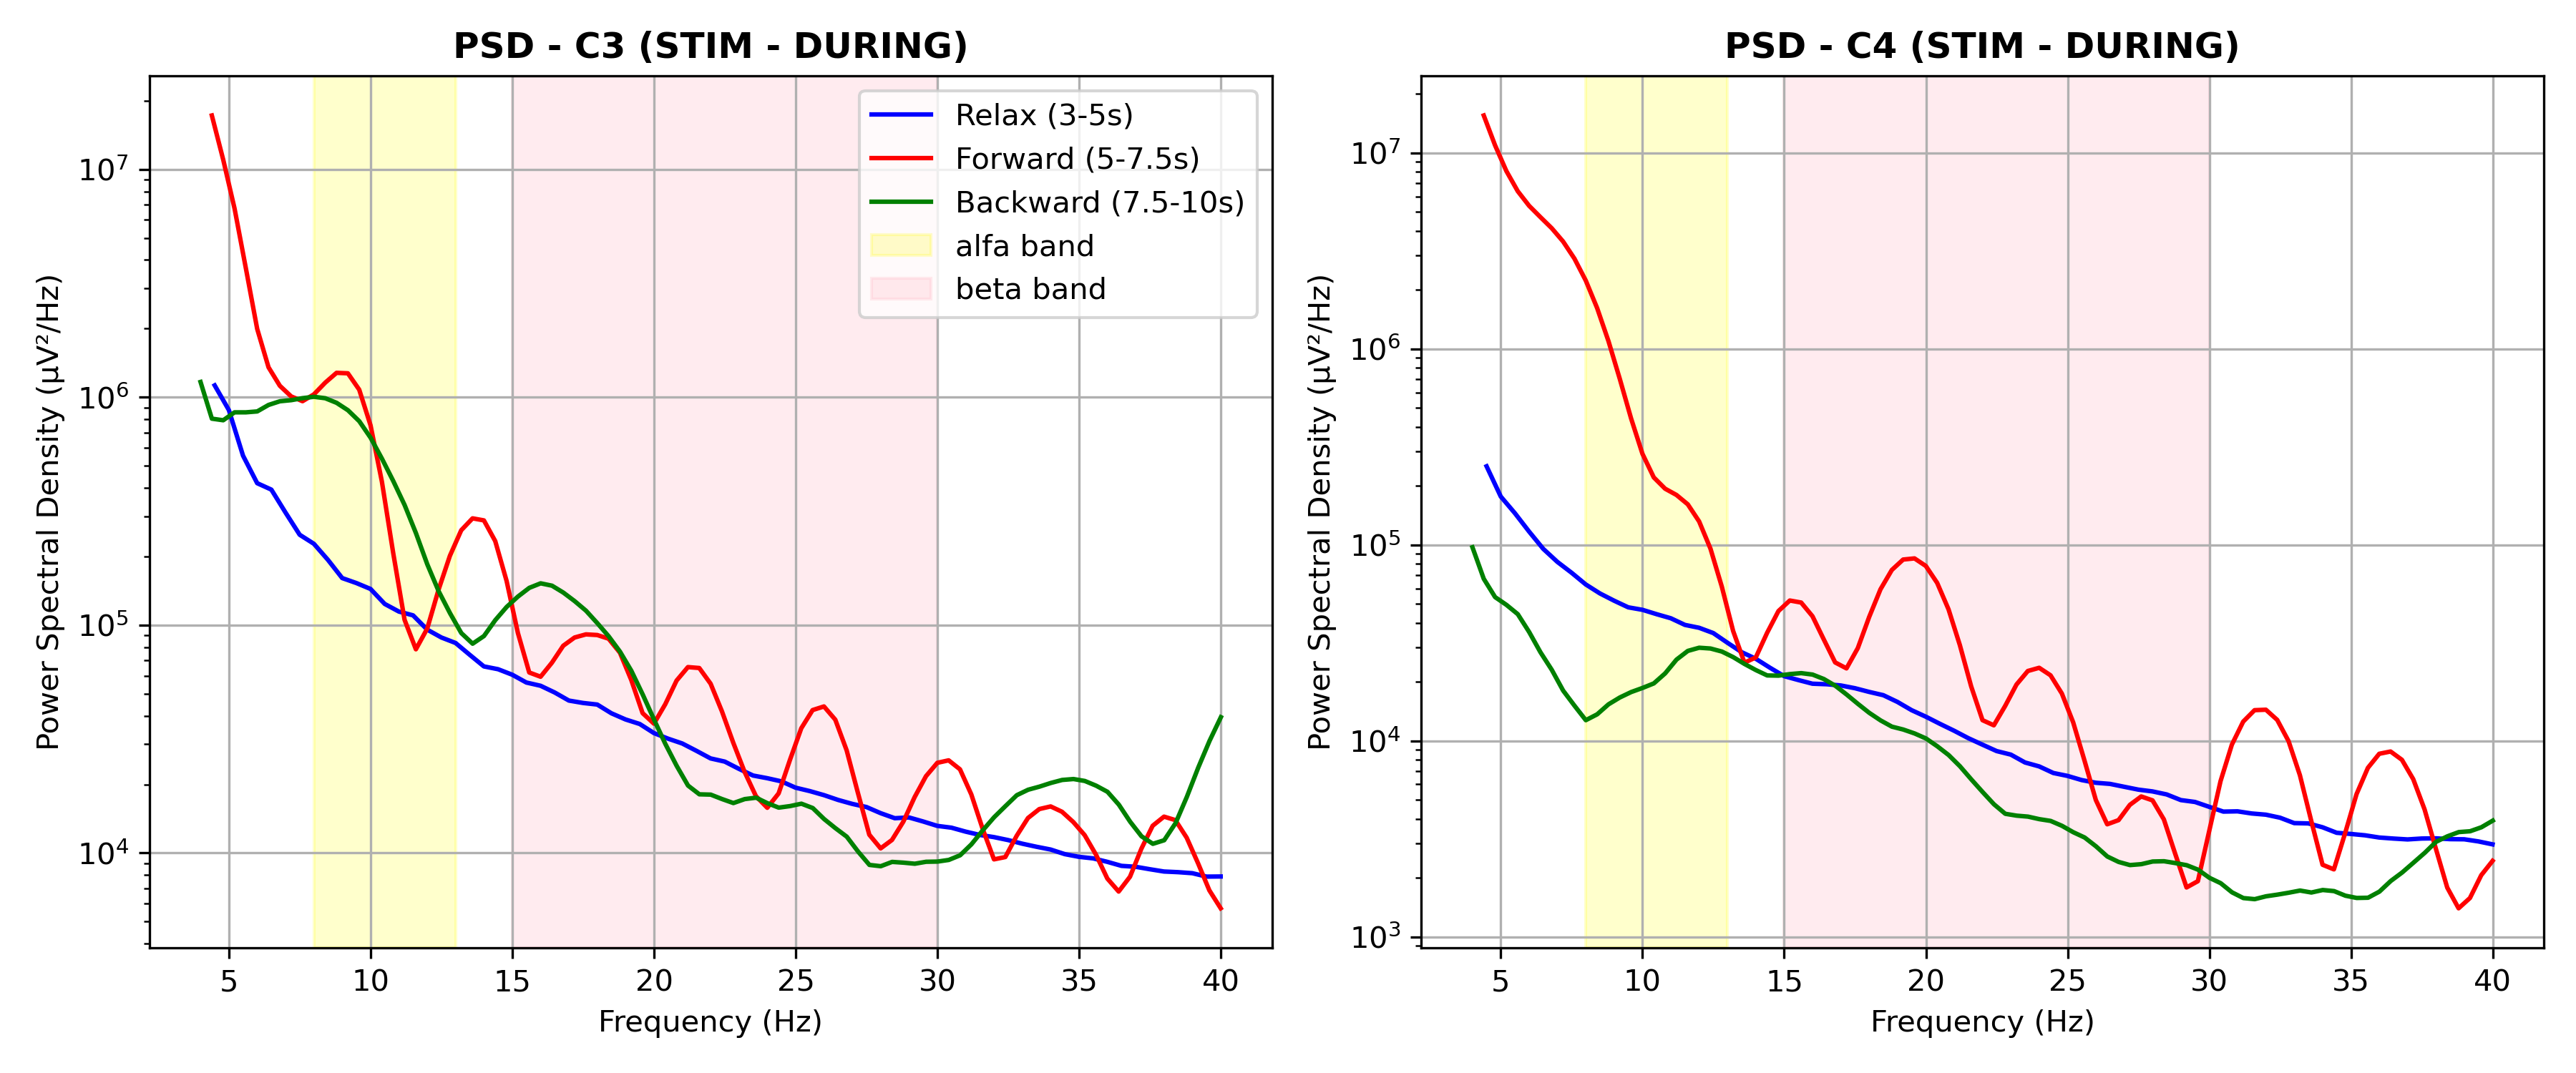 PSD - C3 (STIM - DURING)
Power Spectral Density (µV²/Hz)
10⁷
10⁶
10⁵
10⁴
5 10 15 20 25 30 35 40
Frequency (Hz)
Relax (3-5s)
Forward (5-7.5s)
Backward (7.5-10s)
alfa band
beta band
PSD - C4 (STIM - DURING)
Power Spectral Density (µV²/Hz)
10⁷
10⁶
10⁵
10⁴
10³
5 10 15 20 25 30 35 40
Frequency (Hz)